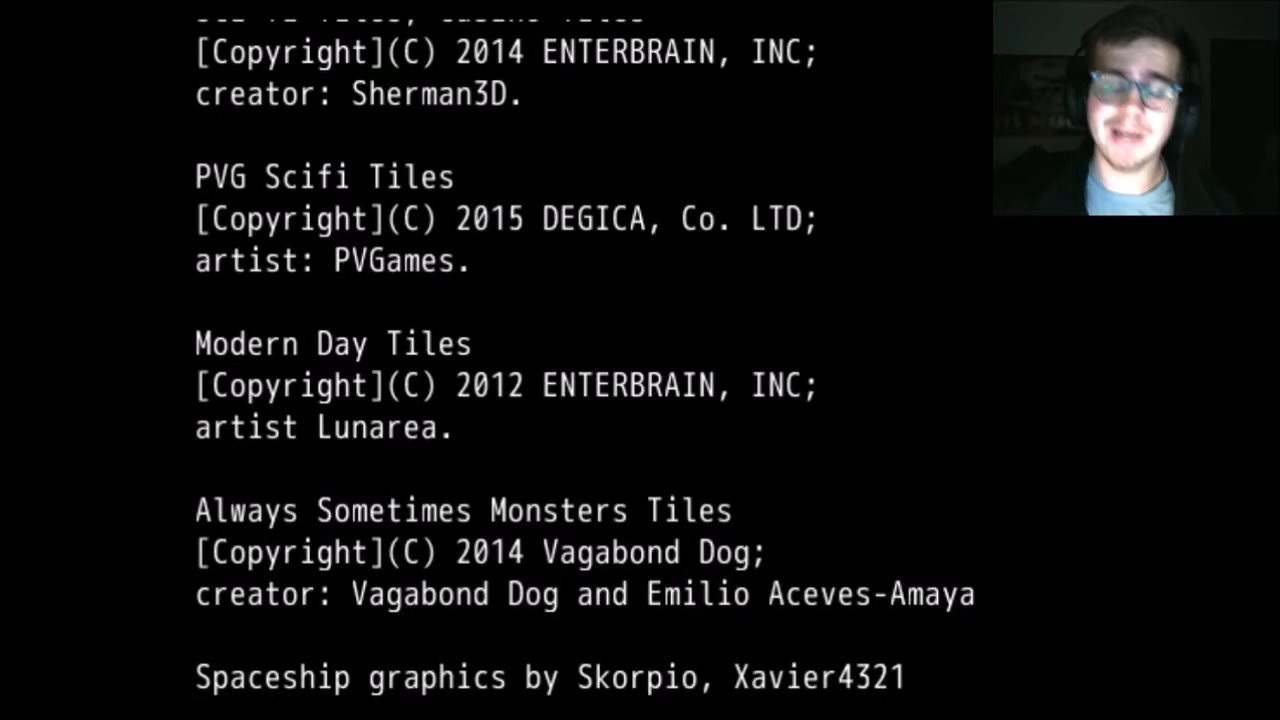 [Copyright](C) 2014 ENTERBRAIN, INC;
creator: Sherman3D.
PVG Scifi Tiles
[Copyright](C) 2015 DEGICA, Co. LTD;
artist: PVGames.
Modern Day Tiles
[Copyright](C) 2012 ENTERBRAIN, INC;
artist Lunarea.
Always Sometimes Monsters Tiles
[Copyright](C) 2014 Vagabond Dog;
creator: Vagabond Dog and Emilio Aceves-Amaya
Spaceship graphics by Skorpio, Xavier4321